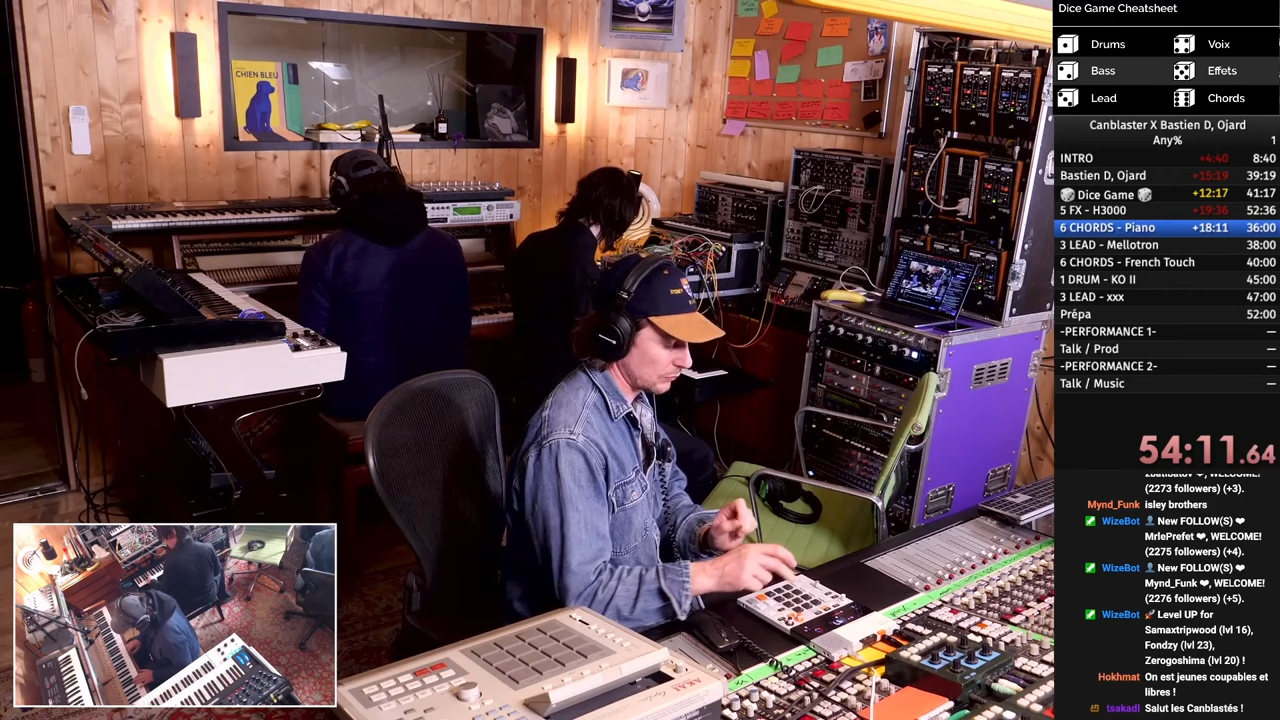 Dice Game Cheatsheet
Drums
Voix
Bass
Effets
Lead
Chords
Canblaster X Bastien D, Ojard
Any%
1
INTRO +4:40 8:40
Bastien D, Ojard +15:19 39:19
Dice Game +12:17 41:17
5 FX - H3000 +19:36 52:36
6 CHORDS - Piano +18:11 36:00
3 LEAD - Mellotron 38:00
6 CHORDS - French Touch 40:00
1 DRUM - KO II 45:00
3 LEAD - xxx 47:00
Prépa 52:00
-PERFORMANCE 1- —
Talk / Prod —
-PERFORMANCE 2- —
Talk / Music —
54:11.64
(2273 followers) (+3).
Mynd_Funk isley brothers
WizeBot New FOLLOW(S) ❤
MrlePrefet ❤, WELCOME!
(2275 followers) (+4).
WizeBot New FOLLOW(S) ❤
Mynd_Funk ❤, WELCOME!
(2276 followers) (+5).
WizeBot 🚀 Level UP for
Samaxtripwood (lvl 16),
Fondzy (lvl 23),
Zerogoshima (lvl 20) !
Hokhmat On est jeunes coupables et
libres !
tsakadl Salut les Canblastés !
CHIEN BLEU
AKAI